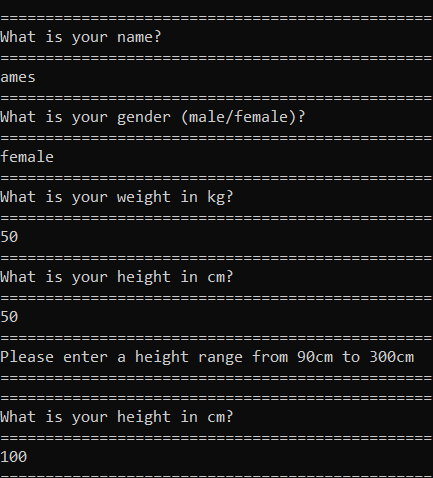 ================================================
What is your name?
================================================
ames
================================================
What is your gender (male/female)?
================================================
female
================================================
What is your weight in kg?
================================================
50
================================================
What is your height in cm?
================================================
50
================================================
Please enter a height range from 90cm to 300cm
================================================
================================================
What is your height in cm?
================================================
100
================================================